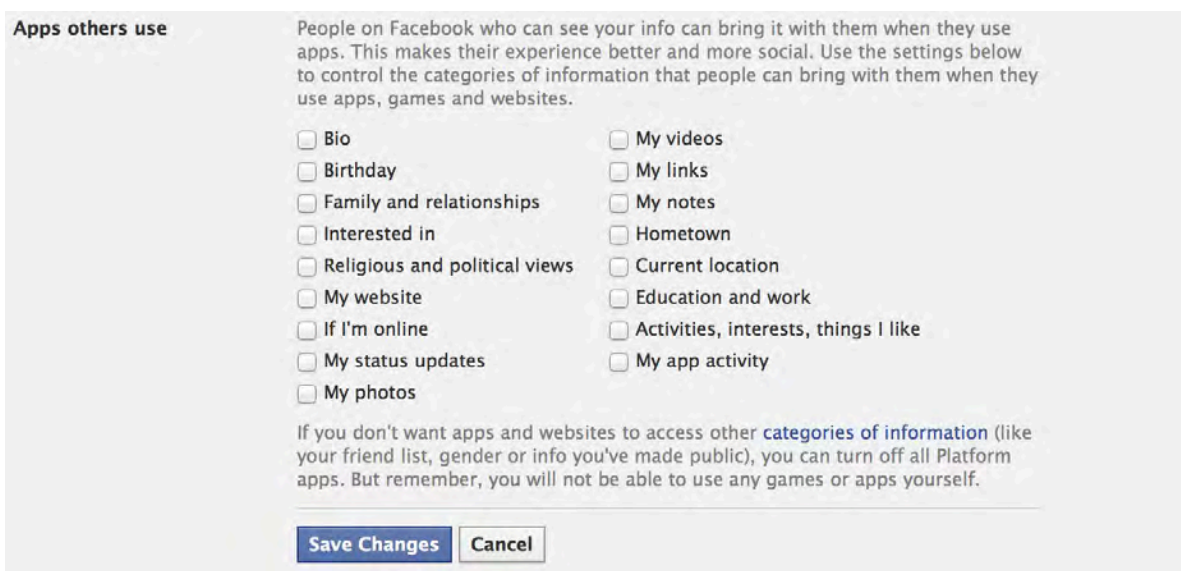 Apps others use
People on Facebook who can see your info can bring it with them when they use
apps. This makes their experience better and more social. Use the settings below
to control the categories of information that people can bring with them when they
use apps, games and websites.
Bio
Birthday
Family and relationships
Interested in
Religious and political views
My website
If I'm online
My status updates
My photos
My videos
My links
My notes
Hometown
Current location
Education and work
Activities, interests, things I like
My app activity
If you don't want apps and websites to access other categories of information (like
your friend list, gender or info you've made public), you can turn off all Platform
apps. But remember, you will not be able to use any games or apps yourself.
Save Changes
Cancel